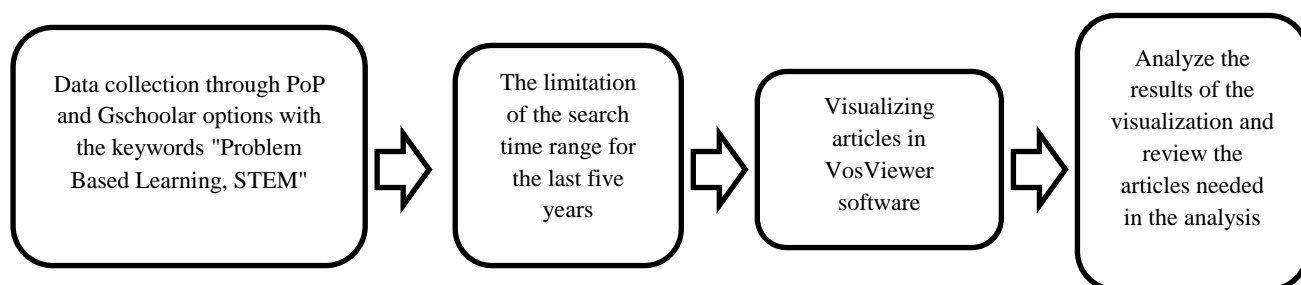 Data collection through PoP
and Gschoolar options with
the keywords "Problem
Based Learning, STEM"
The limitation
of the search
time range for
the last five
years
Visualizing
articles in
VosViewer
software
Analyze the
results of the
visualization and
review the
articles needed
in the analysis